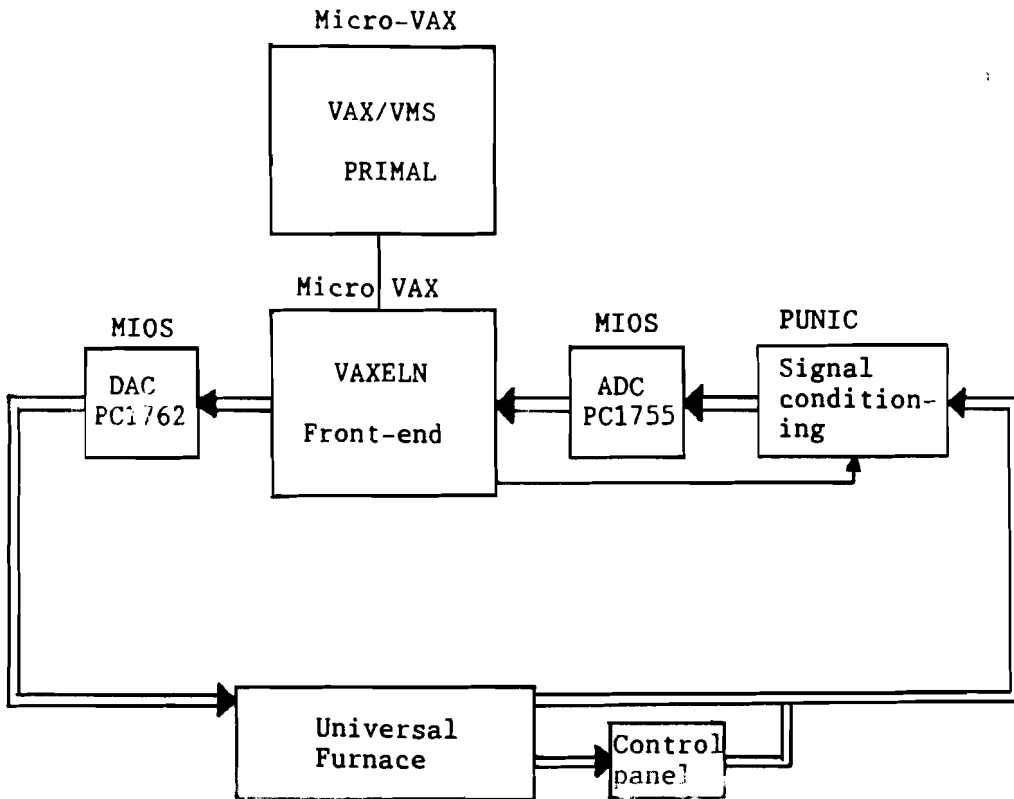 Micro-VAX
VAX/VMS
PRIMAL
Micro VAX
MIOS
DAC
PC1762
VAXELN
Front-end
MIOS
ADC
PC1755
PUNIC
Signal
condition-
ing
Universal
Furnace
Control
panel